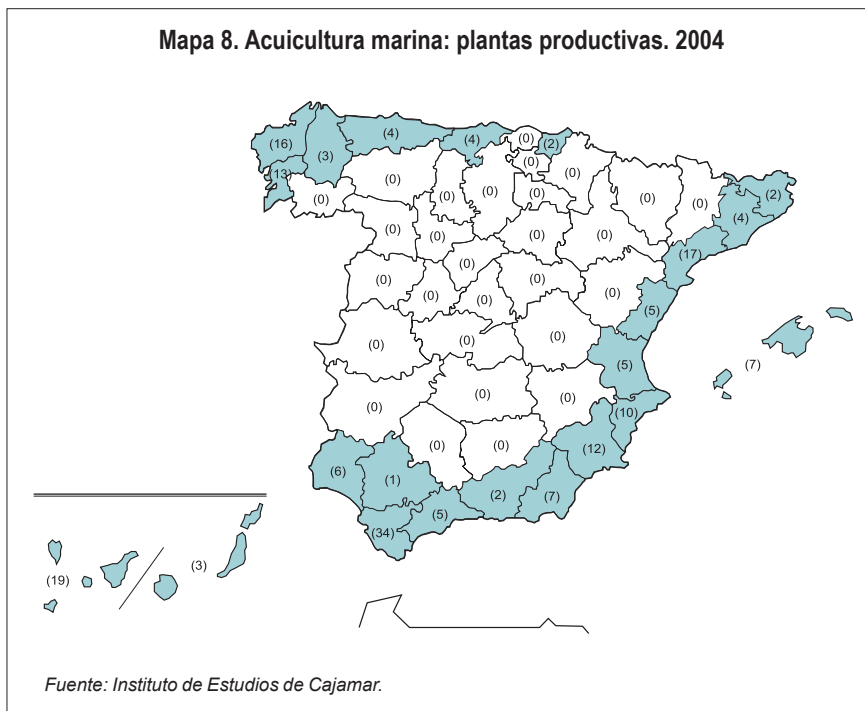 Mapa 8. Acuicultura marina: plantas productivas. 2004
(16) (3) (4) (4) (0) (2)
(13) (0) (0) (0) (0) (0) (0) (0) (0) (0) (4) (2)
(0) (0) (0) (0) (17)
(0) (0) (0) (0) (0) (0) (5)
(0) (0) (0) (5) (7)
(0) (0) (0) (10)
(6) (1) (0) (0) (12)
(34) (5) (2) (7)
(19) (3)
Fuente: Instituto de Estudios de Cajamar.